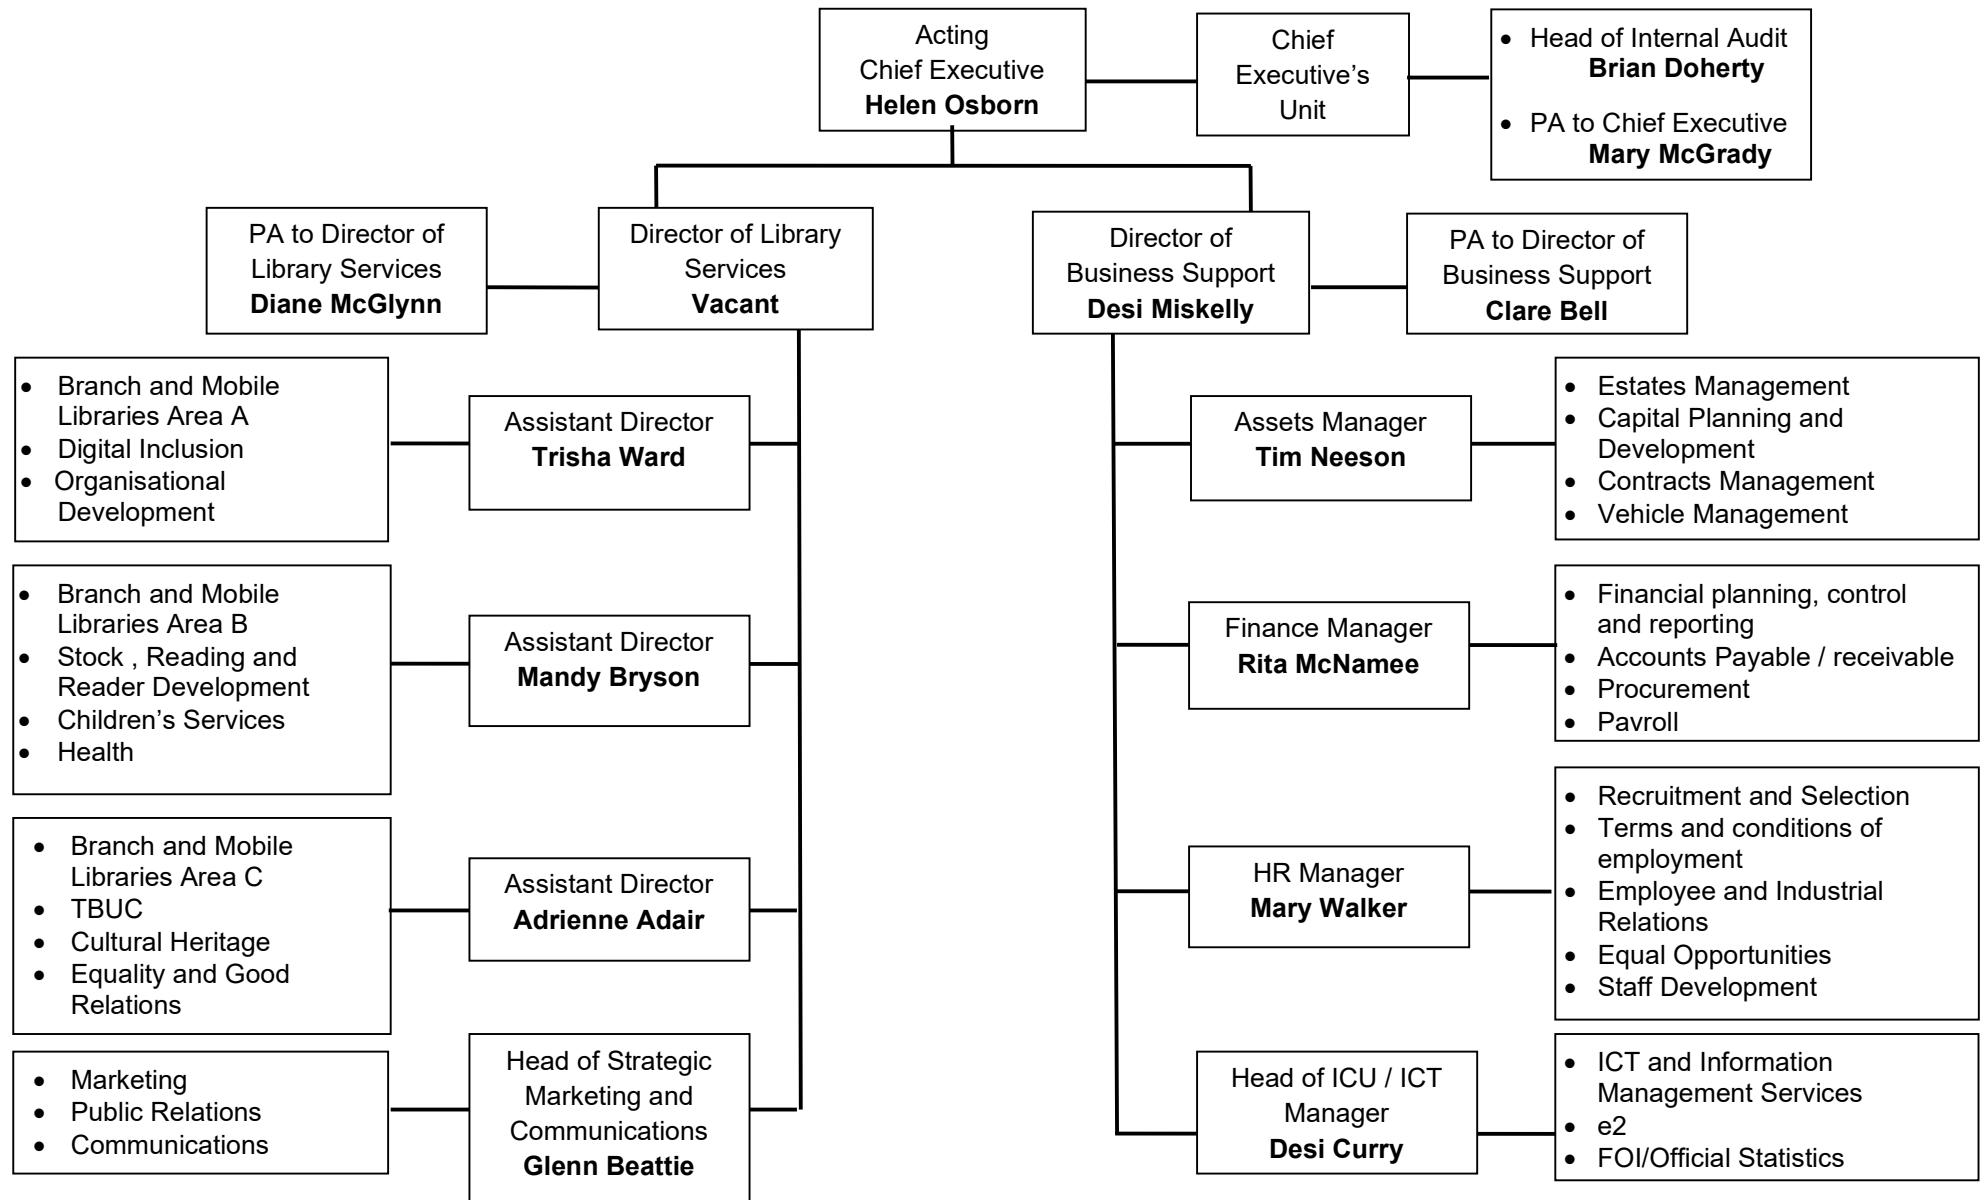 Acting
Chief Executive
Helen Osborn
Chief
Executive’s
Unit
• Head of Internal Audit
Brian Doherty
• PA to Chief Executive
Mary McGrady
PA to Director of
Library Services
Diane McGlynn
Director of Library
Services
Vacant
Director of
Business Support
Desi Miskelly
PA to Director of
Business Support
Clare Bell
• Branch and Mobile
Libraries Area A
• Digital Inclusion
• Organisational
Development
Assistant Director
Trisha Ward
Assets Manager
Tim Neeson
• Estates Management
• Capital Planning and
Development
• Contracts Management
• Vehicle Management
• Branch and Mobile
Libraries Area B
• Stock , Reading and
Reader Development
• Children’s Services
• Health
Assistant Director
Mandy Bryson
Finance Manager
Rita McNamee
• Financial planning, control
and reporting
• Accounts Payable / receivable
• Procurement
• Payroll
• Branch and Mobile
Libraries Area C
• TBUC
• Cultural Heritage
• Equality and Good
Relations
Assistant Director
Adrienne Adair
HR Manager
Mary Walker
• Recruitment and Selection
• Terms and conditions of
employment
• Employee and Industrial
Relations
• Equal Opportunities
• Staff Development
• Marketing
• Public Relations
• Communications
Head of Strategic
Marketing and
Communications
Glenn Beattie
Head of ICU / ICT
Manager
Desi Curry
• ICT and Information
Management Services
• e2
• FOI/Official Statistics